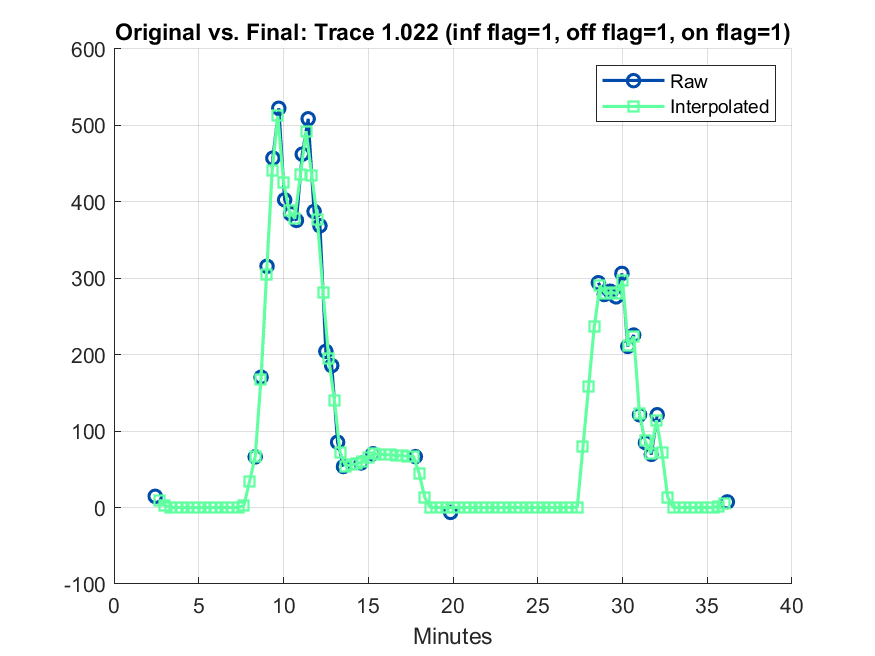 Original vs. Final: Trace 1.022 (inf flag=1, off flag=1, on flag=1)
600
500
400
300
200
100
0
-100
Raw
Interpolated
0 5 10 15 20 25 30 35 40
Minutes